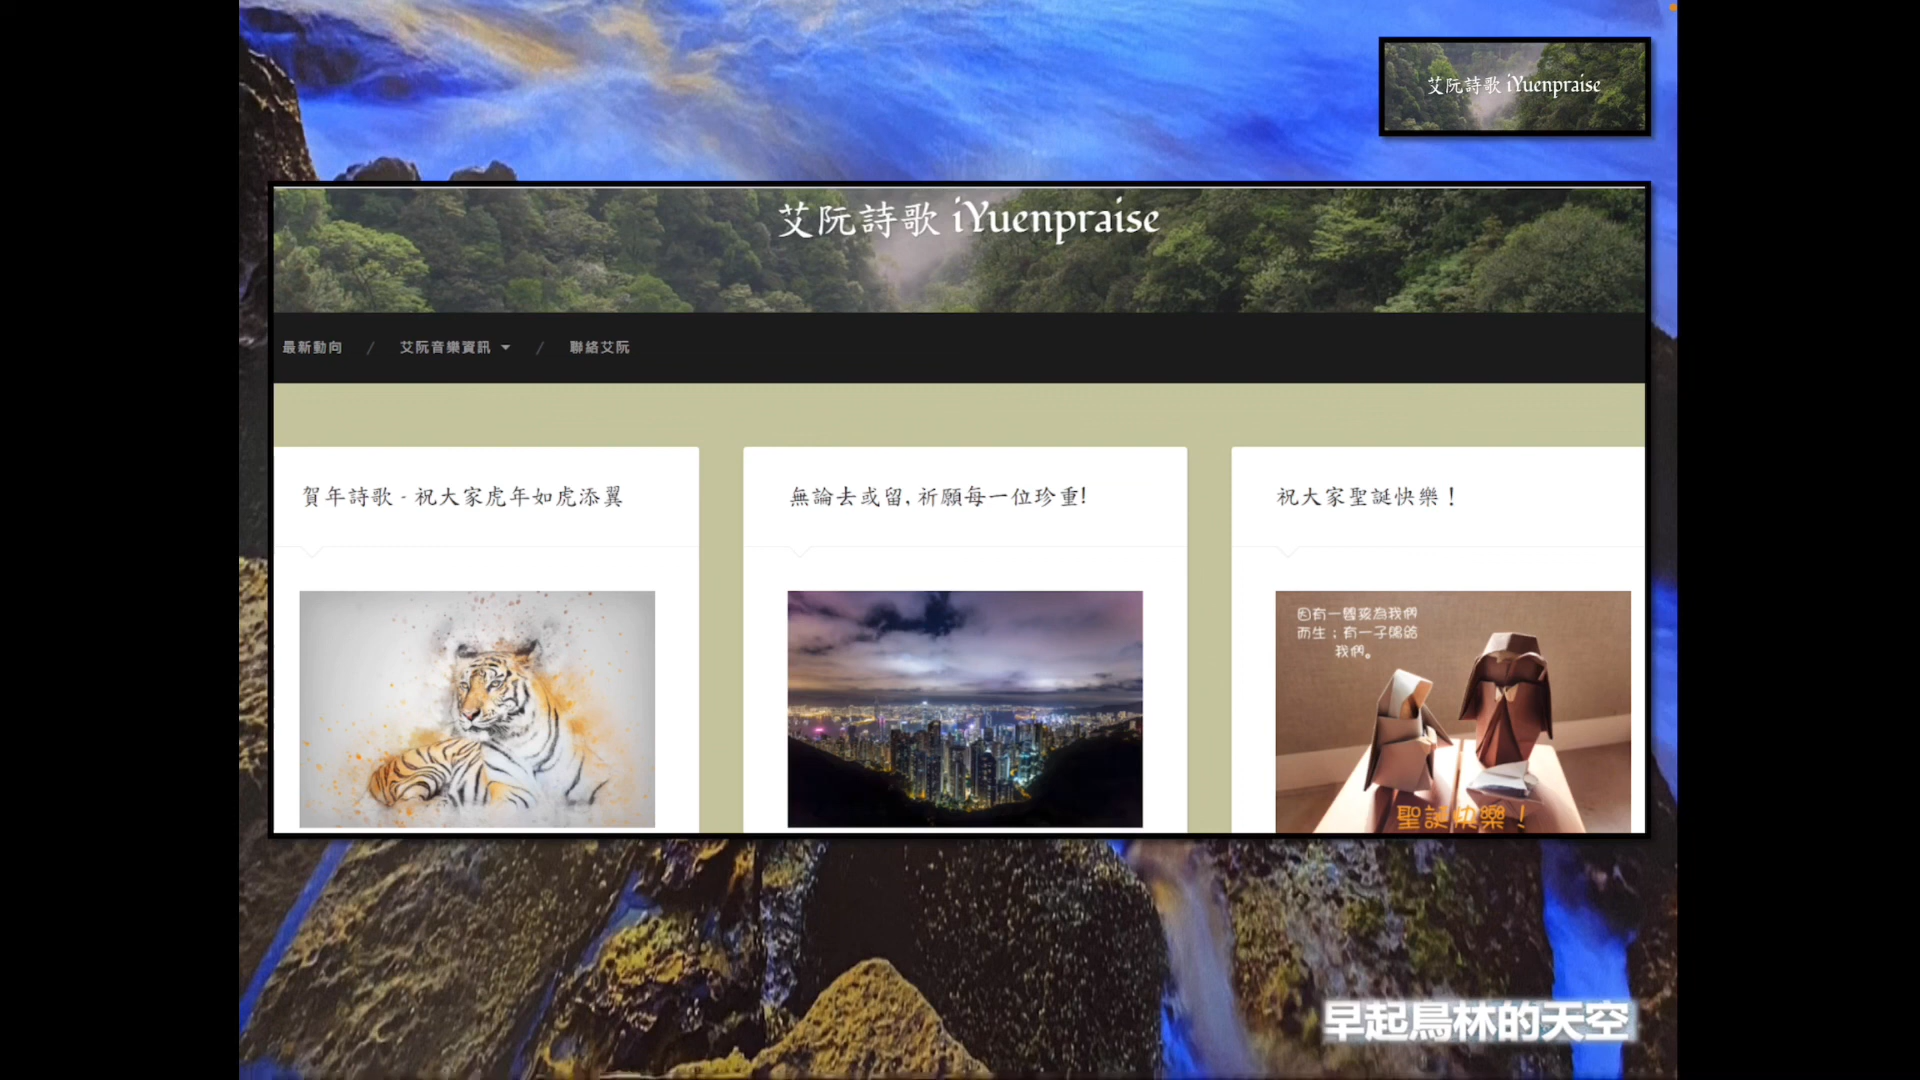 艾阮詩歌 iYuenpraise
艾阮詩歌 iYuenpraise
最新動向 / 艾阮音樂資訊 / 聯絡艾阮
賀年詩歌 - 祝大家虎年如虎添翼
無論去或留, 祈願每一位珍重!
祝大家聖誕快樂！
因有一嬰孩為我們
而生；有一子賜給
我們。
聖誕快樂！
早起鳥林的天空